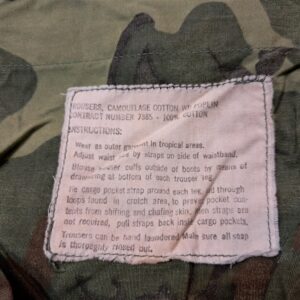 TROUSERS, CAMOUFLAGE COTTON WR POPLIN
CONTRACT NUMBER 7385 - 100% COTTON
INSTRUCTIONS:
Wear as outer garment in tropical areas.
Adjust waist by straps on side of waistband.
Blouse trouser cuffs outside of boots by means of
drawstring at bottom of each trouser leg.
Tie cargo pocket strap around each leg, through
loops found in crotch area, to prevent pocket con-
tents from shifting and chafing skin, when straps are
not required, pull straps back inside cargo pockets.
Trousers can be hand laundered Make sure all soap
is thoroughly rinsed out.